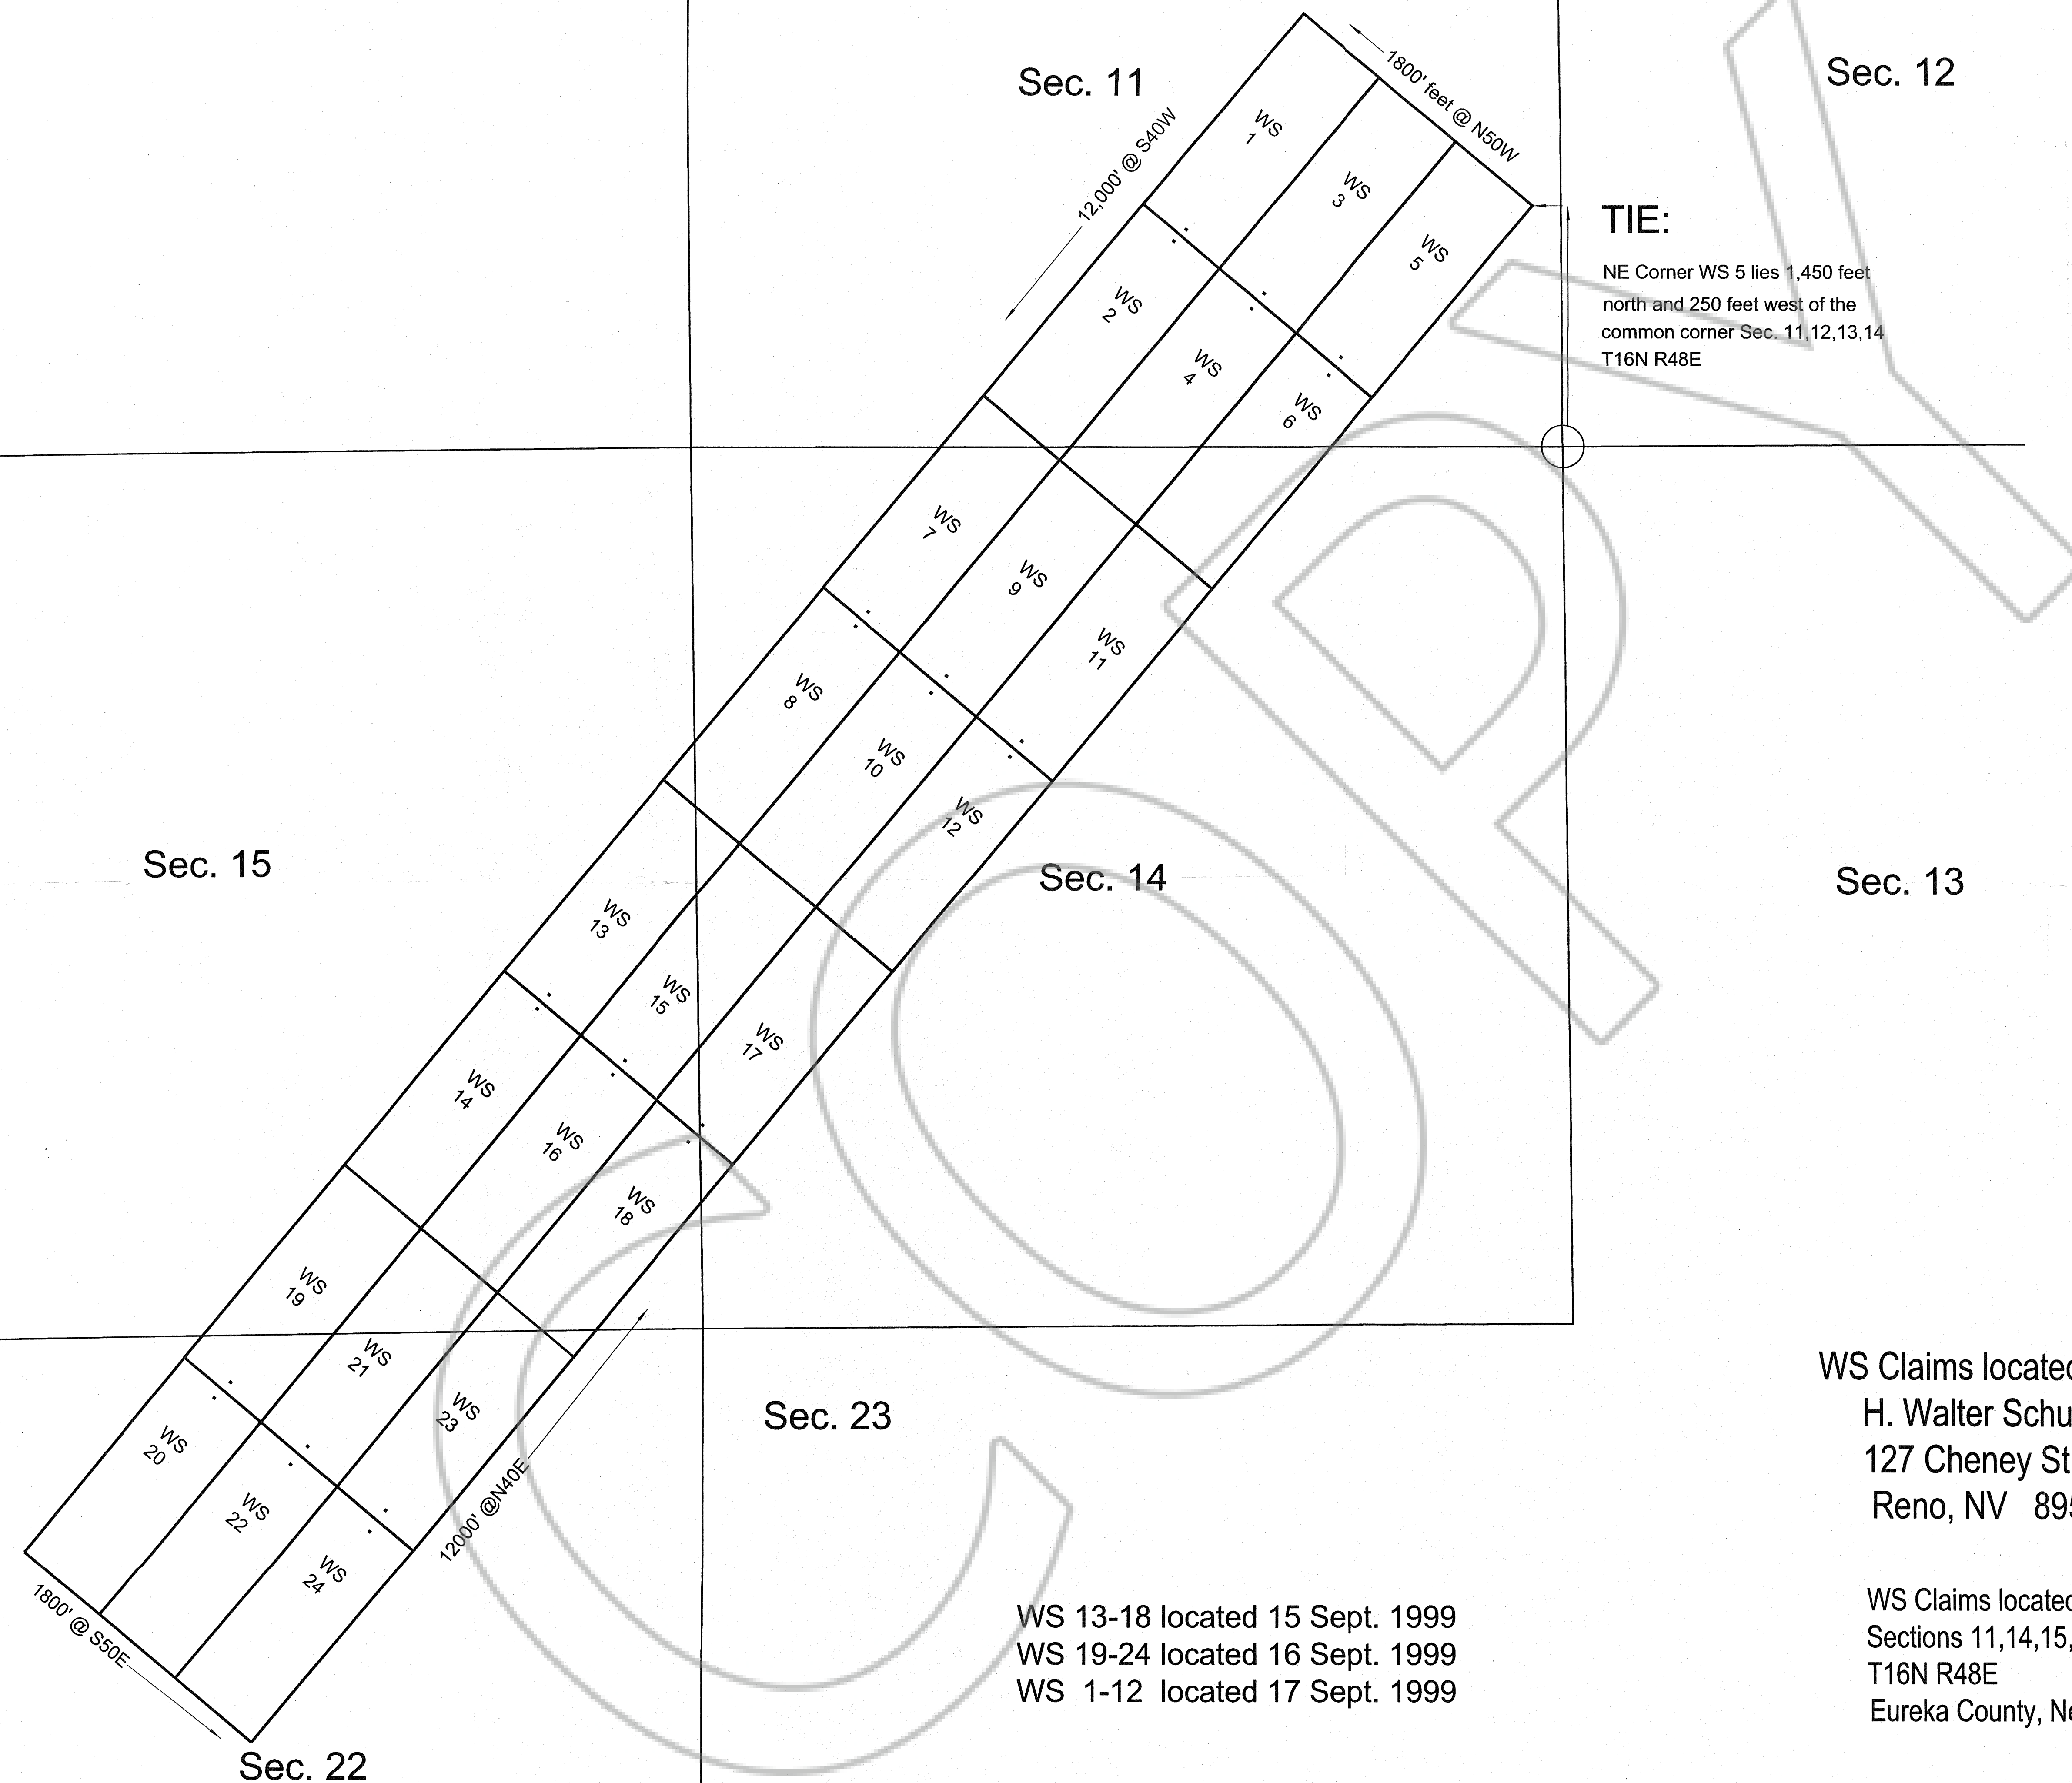 Sec. 11
Sec. 12
1800' feet @ N50W
12,000' @ S40W
WS
1
WS
3
WS
5
TIE:
NE Corner WS 5 lies 1,450 feet
north and 250 feet west of the
common corner Sec. 11,12,13,14
T16N R48E
WS
2
WS
4
WS
6
WS
7
WS
9
WS
11
WS
8
WS
10
WS
12
Sec. 15
Sec. 14
Sec. 13
WS
13
WS
15
WS
17
WS
14
WS
16
WS
18
WS
19
WS
21
WS
23
WS
20
WS
22
WS
24
12000' @N40E
1800' @ S50E
Sec. 23
Sec. 22
WS 13-18 located 15 Sept. 1999
WS 19-24 located 16 Sept. 1999
WS 1-12 located 17 Sept. 1999
WS Claims located
H. Walter Schu
127 Cheney St
Reno, NV 895
WS Claims located
Sections 11,14,15,
T16N R48E
Eureka County, Ne
COPY